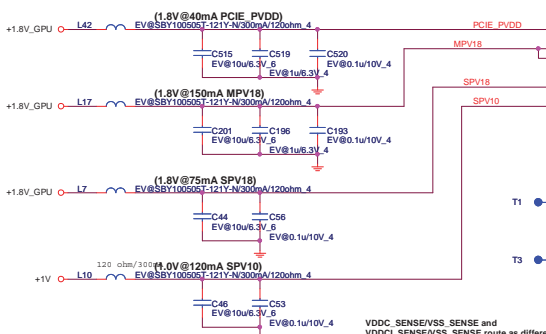 (1.8V@40mA PCIE_PVDD)
+1.8V_GPU L42 EV@SBY100505T-121Y-N/300mA/120ohm_4 PCIE_PVDD
MPV18
C515 C519 C520
EV@10u/6.3V_6 EV@0.1u/10V_4
EV@1u/6.3V_4
SPV18
(1.8V@150mA MPV18)
+1.8V_GPU L17 EV@SBY100505T-121Y-N/300mA/120ohm_4 SPV10
C201 C196 C193
EV@10u/6.3V_6 EV@0.1u/10V_4
EV@1u/6.3V_4
(1.8V@75mA SPV18)
+1.8V_GPU L7 EV@SBY100505T-121Y-N/300mA/120ohm_4
T1
C44 C56
EV@10u/6.3V_6
EV@0.1u/10V_4
T3
120 ohm/300mA (1.0V@120mA SPV10)
+1V L10 EV@SBY100505T-121Y-N/300mA/120ohm_4
C46 C53
EV@10u/6.3V_6
EV@0.1u/10V_4
VDDC_SENSE/VSS_SENSE and
VDDCI_SENSE/VSS_SENSE route as differe